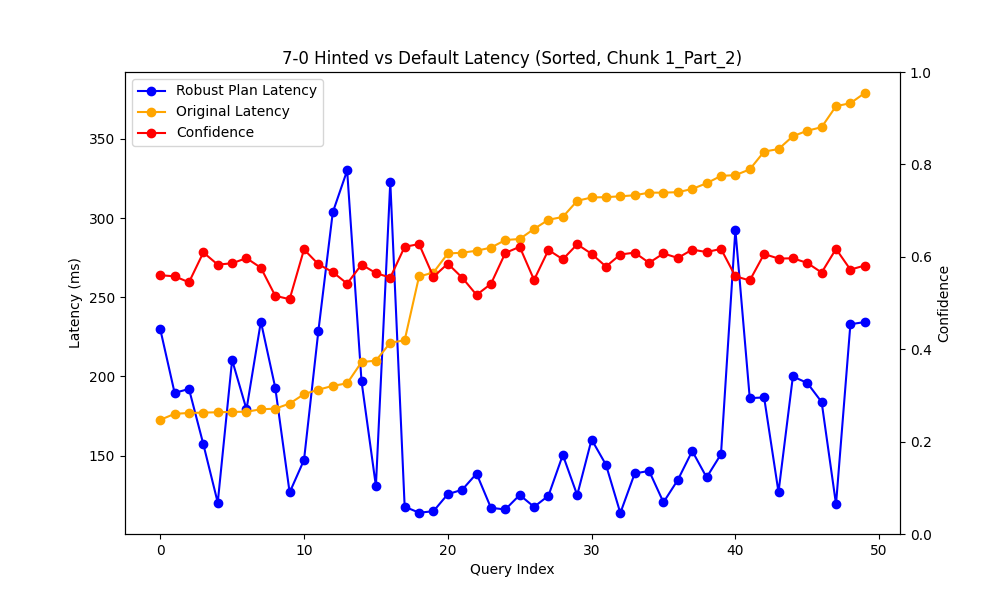 7-0 Hinted vs Default Latency (Sorted, Chunk 1_Part_2)
Robust Plan Latency
Original Latency
Confidence
Latency (ms)
350
300
250
200
150
0
10
20
30
40
50
Query Index
1.0
0.8
0.6
0.4
0.2
0.0
Confidence